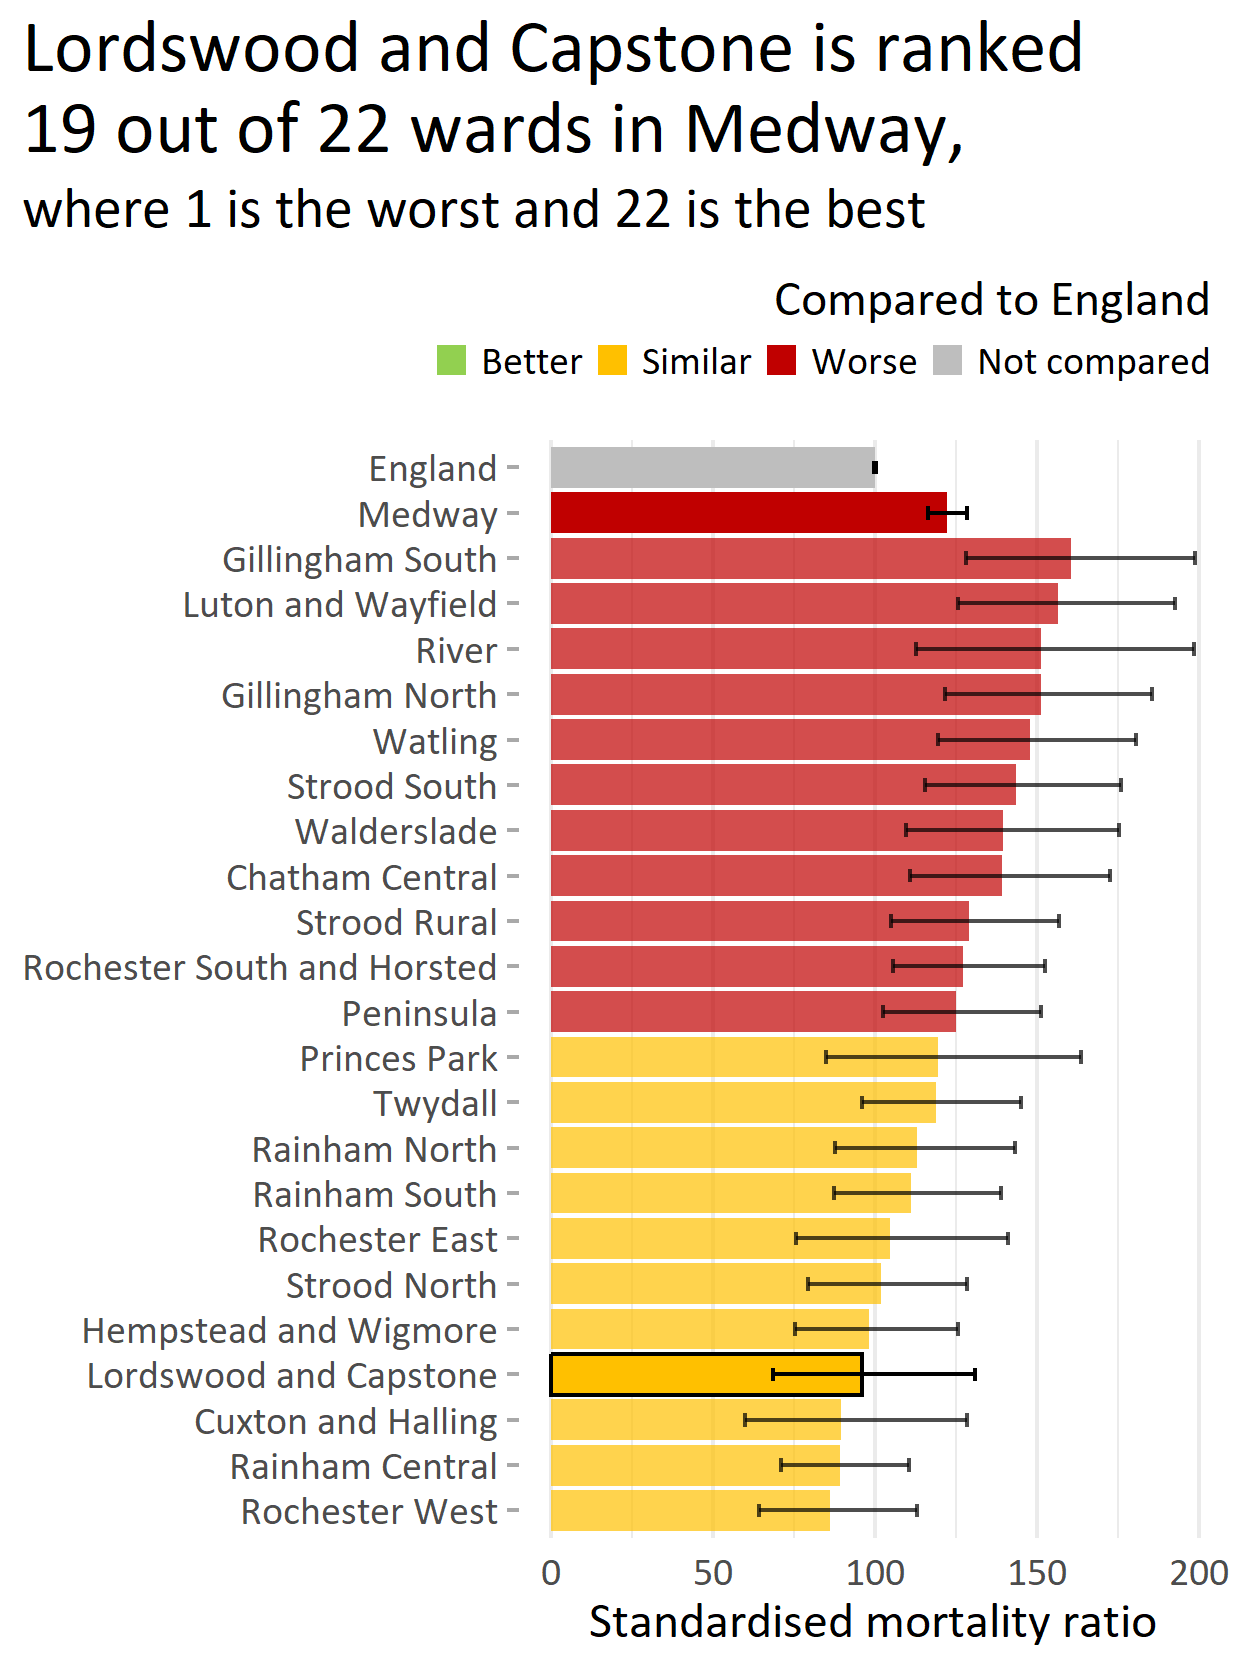 Lordswood and Capstone is ranked
19 out of 22 wards in Medway,
where 1 is the worst and 22 is the best
Compared to England
Better Similar Worse Not compared
England
Medway
Gillingham South
Luton and Wayfield
River
Gillingham North
Watling
Strood South
Walderslade
Chatham Central
Strood Rural
Rochester South and Horsted
Peninsula
Princes Park
Twydall
Rainham North
Rainham South
Rochester East
Strood North
Hempstead and Wigmore
Lordswood and Capstone
Cuxton and Halling
Rainham Central
Rochester West
0 50 100 150 200
Standardised mortality ratio